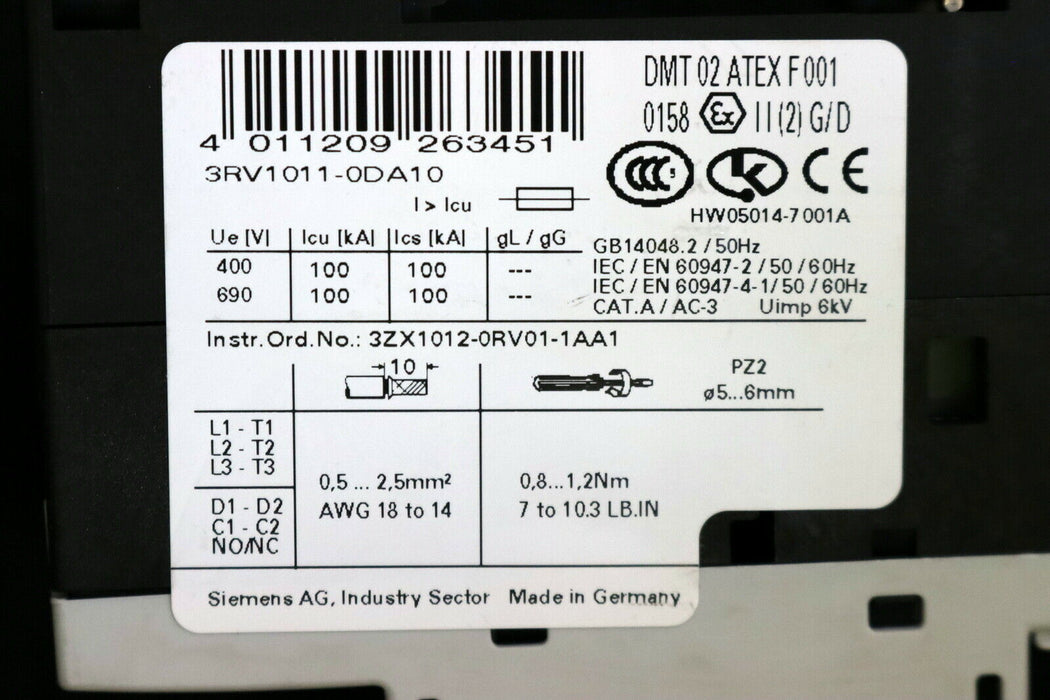 4 011209 263451
3RV1011-0DA10
I > Icu
DMT 02 ATEX F 001
0158 Ex II (2) G/D
CCC K CE
HW05014-7001A
Ue [V] Icu [kA] Ics [kA] gL / gG
400 100 100 ---
690 100 100 ---
GB14048.2 / 50Hz
IEC / EN 60947-2 / 50 / 60Hz
IEC / EN 60947-4-1/ 50 / 60Hz
CAT. A / AC-3 Uimp 6kV
Instr. Ord. No.: 3ZX1012-0RV01-1AA1
10
PZ2
ø5...6mm
L1 - T1
L2 - T2
L3 - T3
D1 - D2
C1 - C2
NO/NC
0,5 ... 2,5mm²
AWG 18 to 14
0,8...1,2Nm
7 to 10.3 LB.IN
Siemens AG, Industry Sector Made in Germany